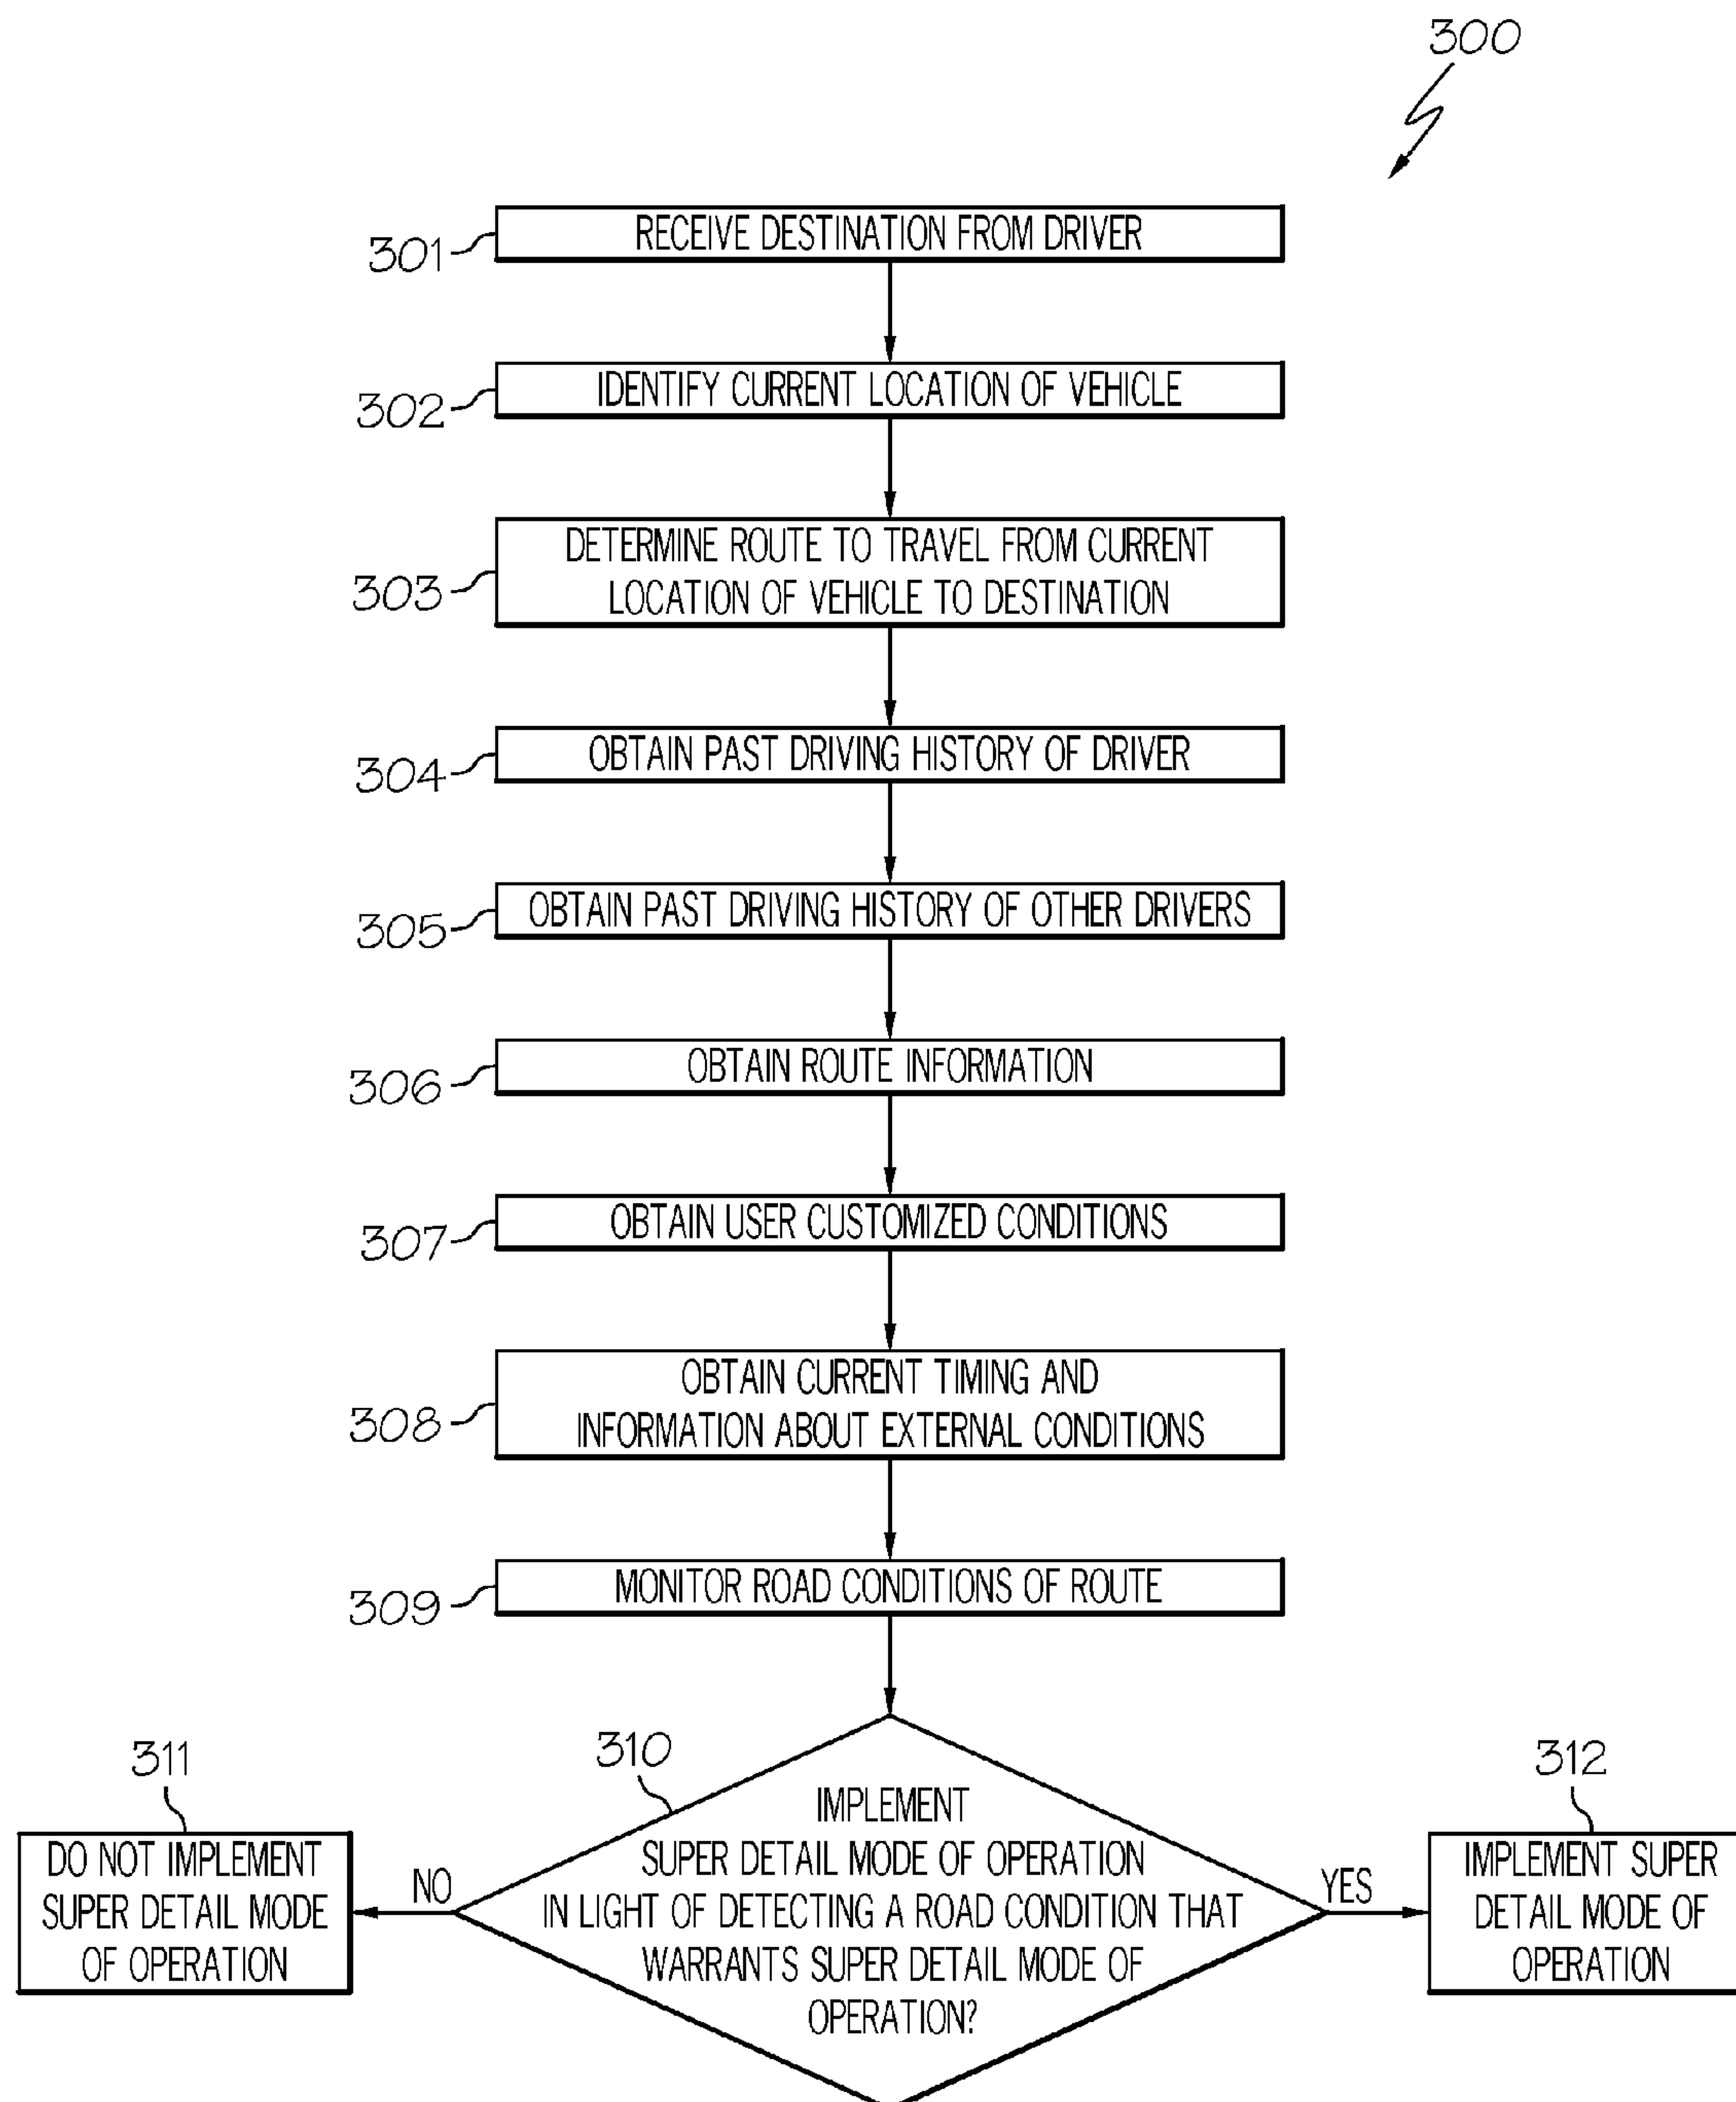 300
301
RECEIVE DESTINATION FROM DRIVER
302
IDENTIFY CURRENT LOCATION OF VEHICLE
303
DETERMINE ROUTE TO TRAVEL FROM CURRENT
LOCATION OF VEHICLE TO DESTINATION
304
OBTAIN PAST DRIVING HISTORY OF DRIVER
305
OBTAIN PAST DRIVING HISTORY OF OTHER DRIVERS
306
OBTAIN ROUTE INFORMATION
307
OBTAIN USER CUSTOMIZED CONDITIONS
308
OBTAIN CURRENT TIMING AND
INFORMATION ABOUT EXTERNAL CONDITIONS
309
MONITOR ROAD CONDITIONS OF ROUTE
311
DO NOT IMPLEMENT
SUPER DETAIL MODE
OF OPERATION
NO
310
IMPLEMENT
SUPER DETAIL MODE OF OPERATION
IN LIGHT OF DETECTING A ROAD CONDITION THAT
WARRANTS SUPER DETAIL MODE OF
OPERATION?
YES
312
IMPLEMENT SUPER
DETAIL MODE OF
OPERATION